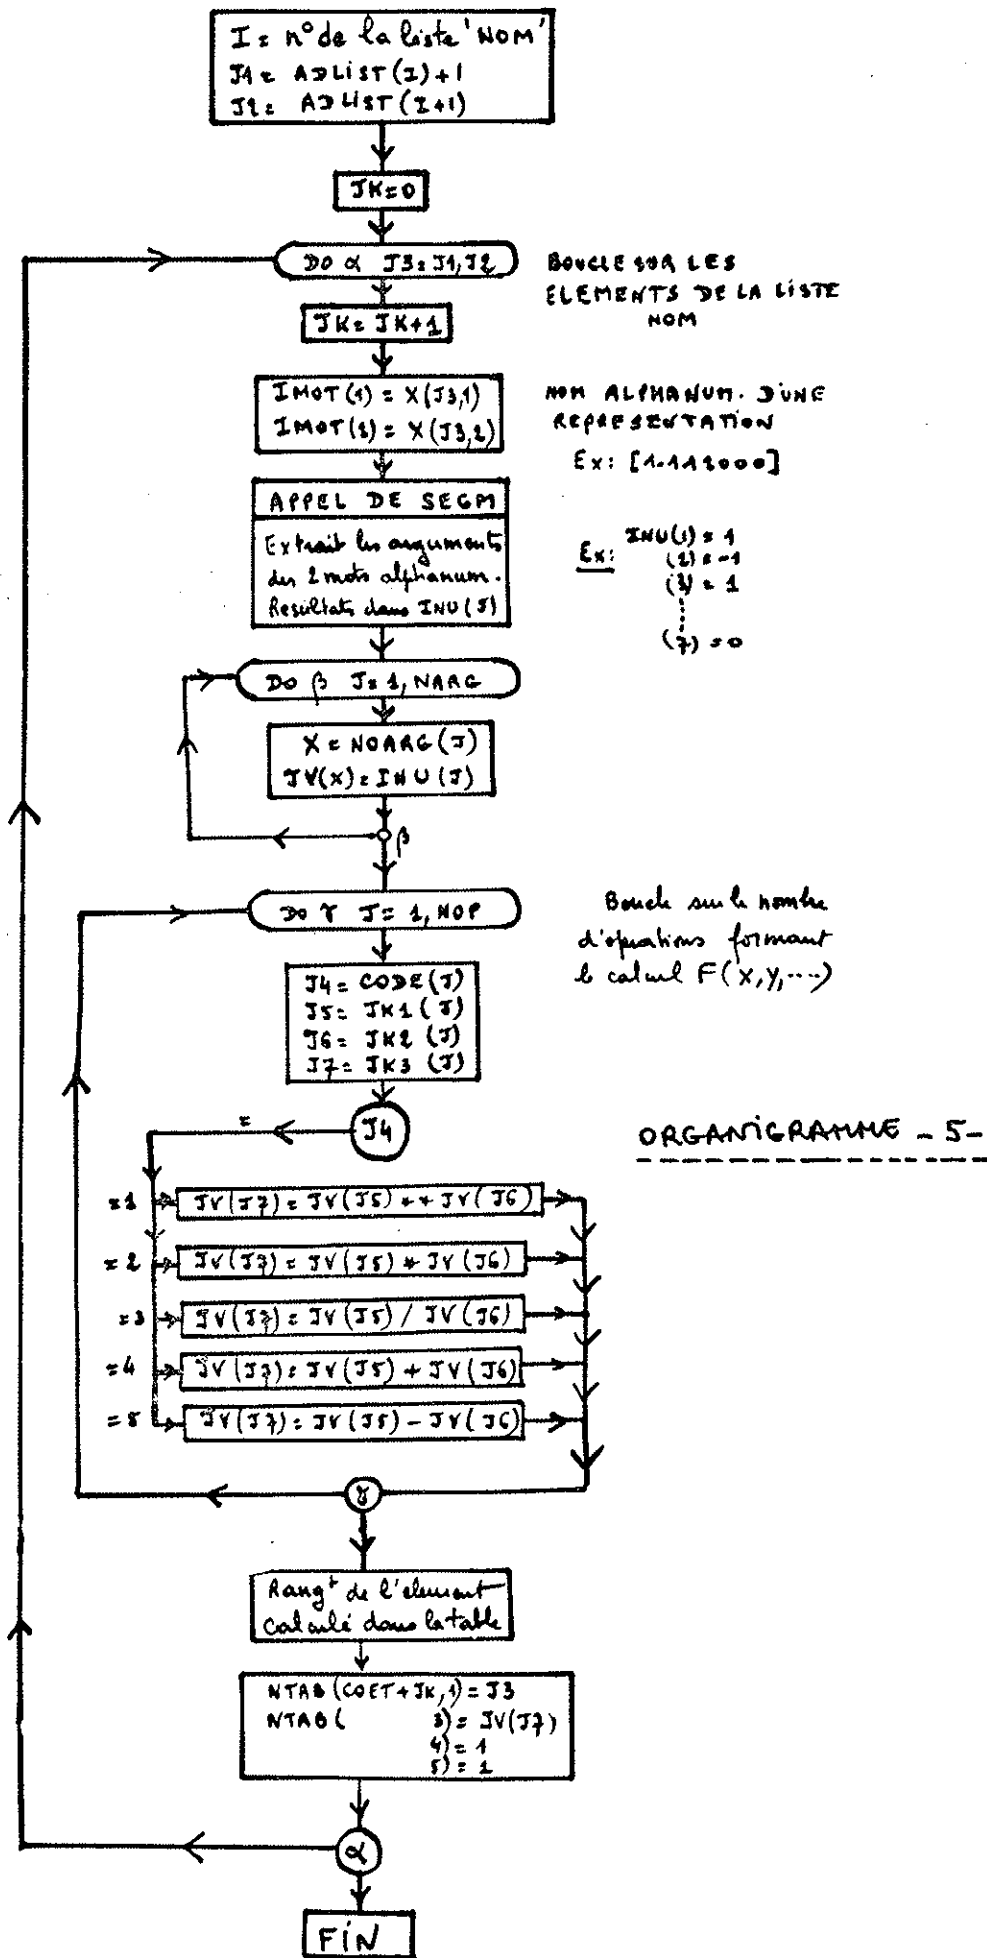 I = n° de la liste 'NOM'
J1 = ADLIST(I)+1
J2 = ADLIST(I+1)
JK=0
DO α J3=J1,J2
BOUCLE SUR LES
ELEMENTS DE LA LISTE
NOM
JK=JK+1
IMOT(1) = X(J3,1)
IMOT(2) = X(J3,2)
NOM ALPHANUM. D'UNE
REPRESENTATION
Ex: [1-112000]
APPEL DE SEGM
Extrait les arguments
des 2 mots alphanum.
Resultats dans INU(J)
Ex: INU(1) = 1
(2) = -1
(3) = 1
(7) = 0
DO β J=1, NARG
X = NOARG(J)
JV(X) = INU(J)
β
DO γ J=1, NOP
Boucle sur le nombre
d'opérations formant
le calcul F(X,Y,....)
J4 = CODE(J)
J5 = JK1(J)
J6 = JK2(J)
J7 = JK3(J)
=
J4
ORGANIGRAMME - 5-
=1 JV(J7) = JV(J5) ** JV(J6)
=2 JV(J7) = JV(J5) * JV(J6)
=3 JV(J7) = JV(J5) / JV(J6)
=4 JV(J7) = JV(J5) + JV(J6)
=5 JV(J7) = JV(J5) - JV(J6)
γ
Rangt de l'element
calculé dans la table
NTAB(COET+JK,1) = J3
NTAB( 3) = JV(J7)
4) = 1
5) = 1
α
FIN